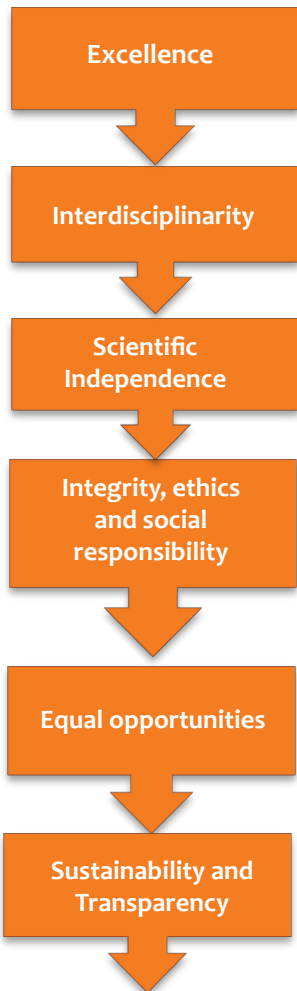 Excellence
Interdisciplinarity
Scientific
Independence
Integrity, ethics
and social
responsibility
Equal opportunities
Sustainability and
Transparency